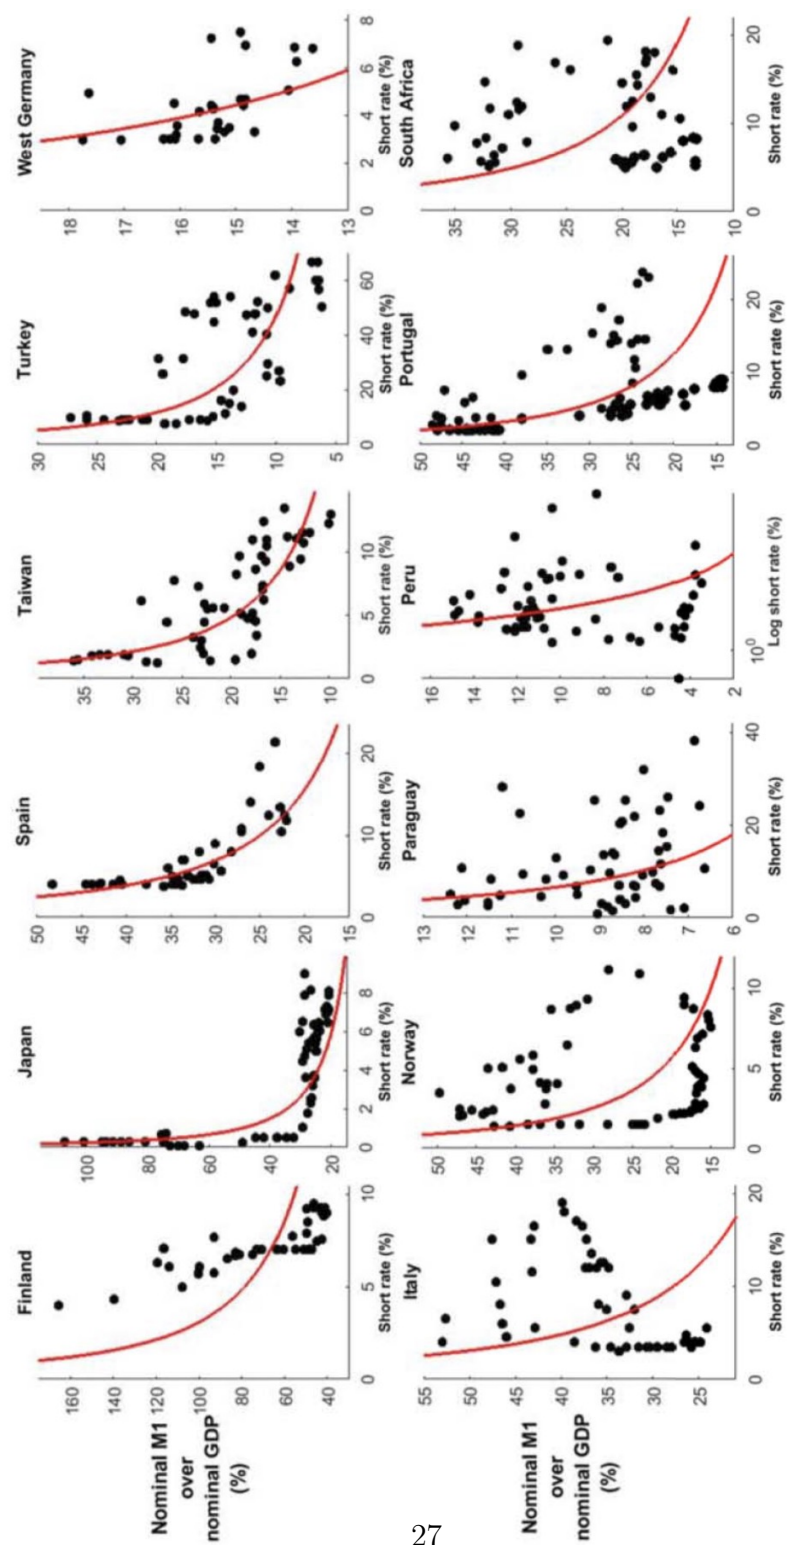 Nominal M1
over
nominal GDP
(%)
Finland
160
140
120
100
80
60
40
0 5 10
Short rate (%)
Japan
100
80
60
40
20
0 2 4 6 8
Short rate (%)
Spain
50
45
40
35
30
25
20
15
0 10 20
Short rate (%)
Taiwan
35
30
25
20
15
10
0 5 10
Short rate (%)
Turkey
30
25
20
15
10
5
0 20 40 60
Short rate (%)
West Germany
18
17
16
15
14
13
0 2 4 6 8
Short rate (%)
Nominal M1
over
nominal GDP
(%)
Italy
55
50
45
40
35
30
25
0 10 20
Short rate (%)
Norway
50
45
40
35
30
25
20
15
0 5 10
Short rate (%)
Paraguay
13
12
11
10
9
8
7
6
0 20 40
Short rate (%)
Peru
16
14
12
10
8
6
4
2
10⁰
Log short rate (%)
Portugal
50
45
40
35
30
25
20
15
0 10 20
Short rate (%)
South Africa
35
30
25
20
15
10
0 10 20
Short rate (%)
27